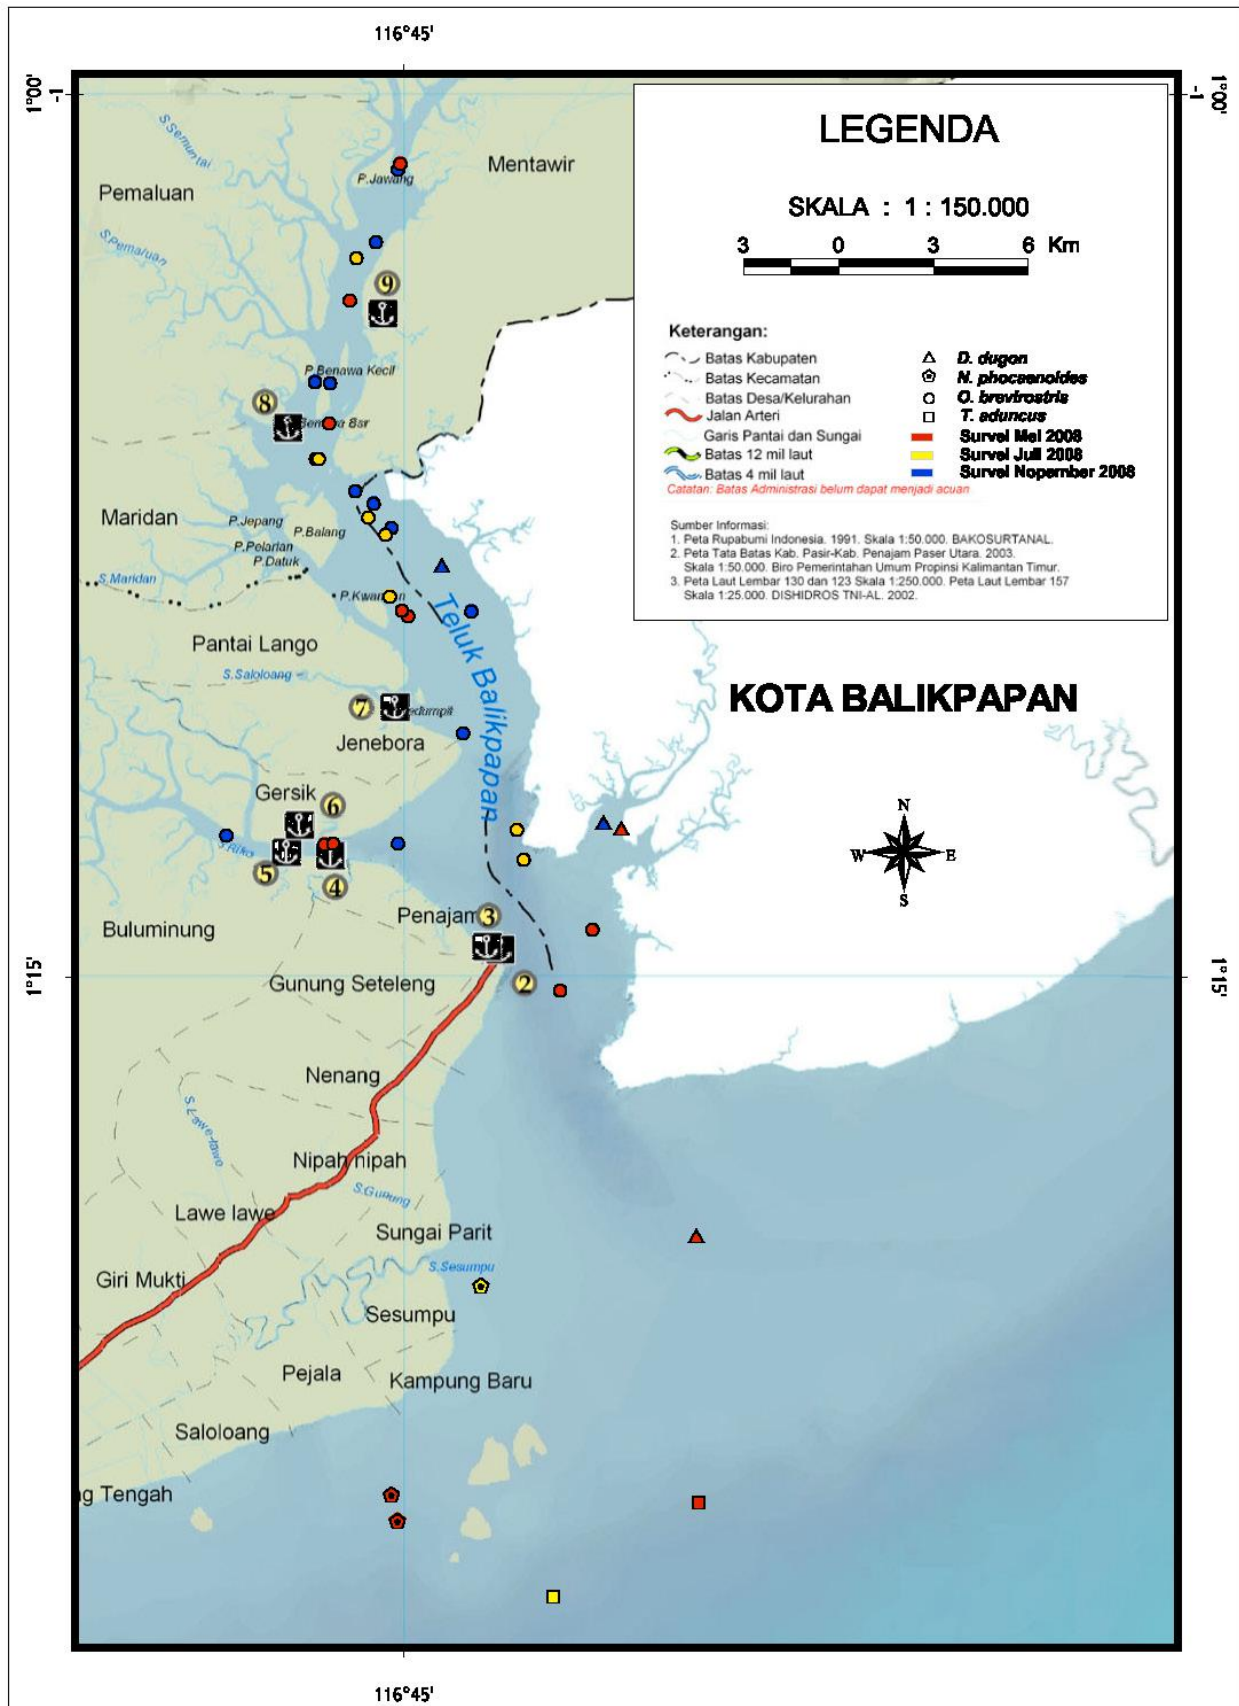 116°45'
1°00'
-1
-1
1°00'
LEGENDA
SKALA : 1 : 150.000
3 0 3 6 Km
Keterangan:
Batas Kabupaten
Batas Kecamatan
Batas Desa/Kelurahan
Jalan Arteri
Garis Pantai dan Sungai
Batas 12 mil laut
Batas 4 mil laut
D. dugon
N. phocaenoides
O. brevirostris
T. aduncus
Survei Mei 2008
Survei Juli 2008
Survei Nopember 2008
Catatan: Batas Administrasi belum dapat menjadi acuan
Sumber Informasi:
1. Peta Rupabumi Indonesia. 1991. Skala 1:50.000. BAKOSURTANAL.
2. Peta Tata Batas Kab. Pasir-Kab. Penajam Paser Utara. 2003.
Skala 1:50.000. Biro Pemerintahan Umum Propinsi Kalimantan Timur.
3. Peta Laut Lembar 130 dan 123 Skala 1:250.000. Peta Laut Lembar 157
Skala 1:25.000. DISHIDROS TNI-AL. 2002.
S.Semuntai
Mentawir
P.Jawang
Pemaluan
S.Pemaluan
9
P.Benawa Kecil
8
Maridan
P.Jepang
P.Balang
P.Pelarian
P.Datuk
S.Maridan
Teluk Balikpapan
Pantai Lango
S.Saloloang
7
KOTA BALIKPAPAN
Jenebora
Gersik
6
S.Riko
5
4
N
W E
S
Penajam
3
Buluminung
2
Gunung Seteleng
1°15'
1°15'
Nenang
S.Lawe-lawe
Nipah nipah
S.Gunung
Lawe lawe
Sungai Parit
S.Sesumpu
Giri Mukti
Sesumpu
Pejala
Kampung Baru
Saloloang
ng Tengah
116°45'